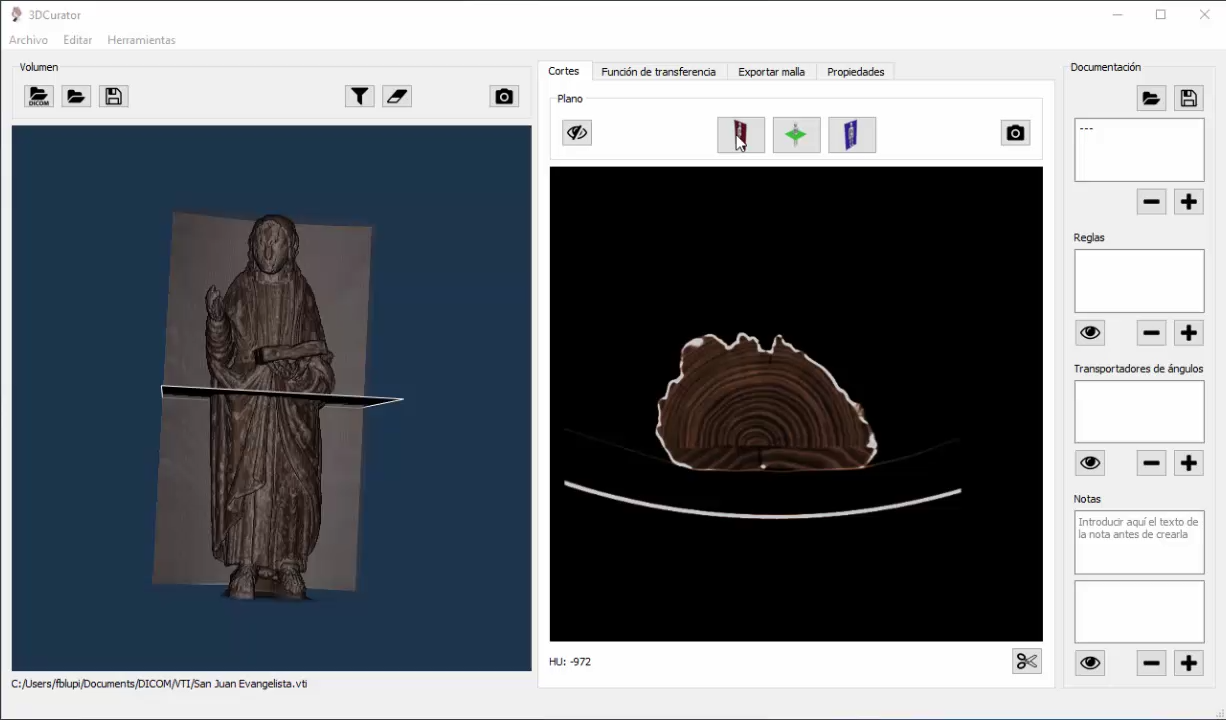 3DCurator
Archivo Editar Herramientas
Volumen
DICOM
C:/Users/fblupi/Documents/DICOM/VTI/San Juan Evangelista.vti
Cortes Función de transferencia Exportar malla Propiedades
Plano
HU: -972
Documentación
---
Reglas
Transportadores de ángulos
Notas
Introducir aquí el texto de
la nota antes de crearla